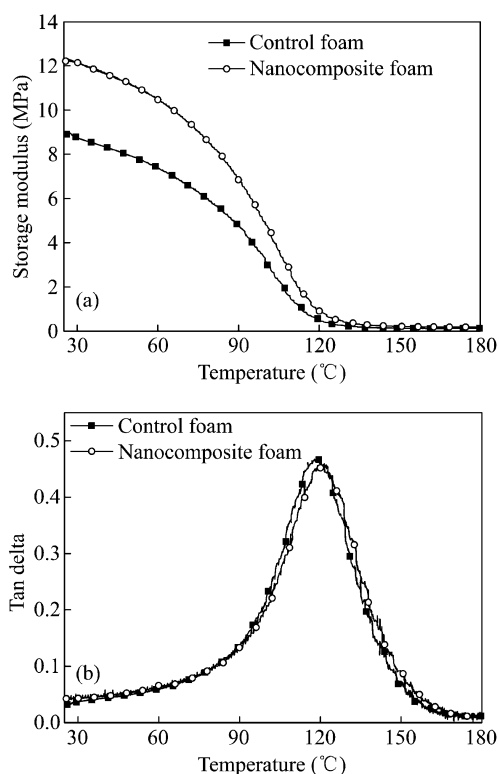 14
12
10
8
6
4
2
0
Storage modulus (MPa)
Control foam
Nanocomposite foam
(a)
30 60 90 120 150 180
Temperature (℃)
0.5
0.4
0.3
0.2
0.1
0.0
Tan delta
Control foam
Nanocomposite foam
(b)
30 60 90 120 150 180
Temperature (℃)